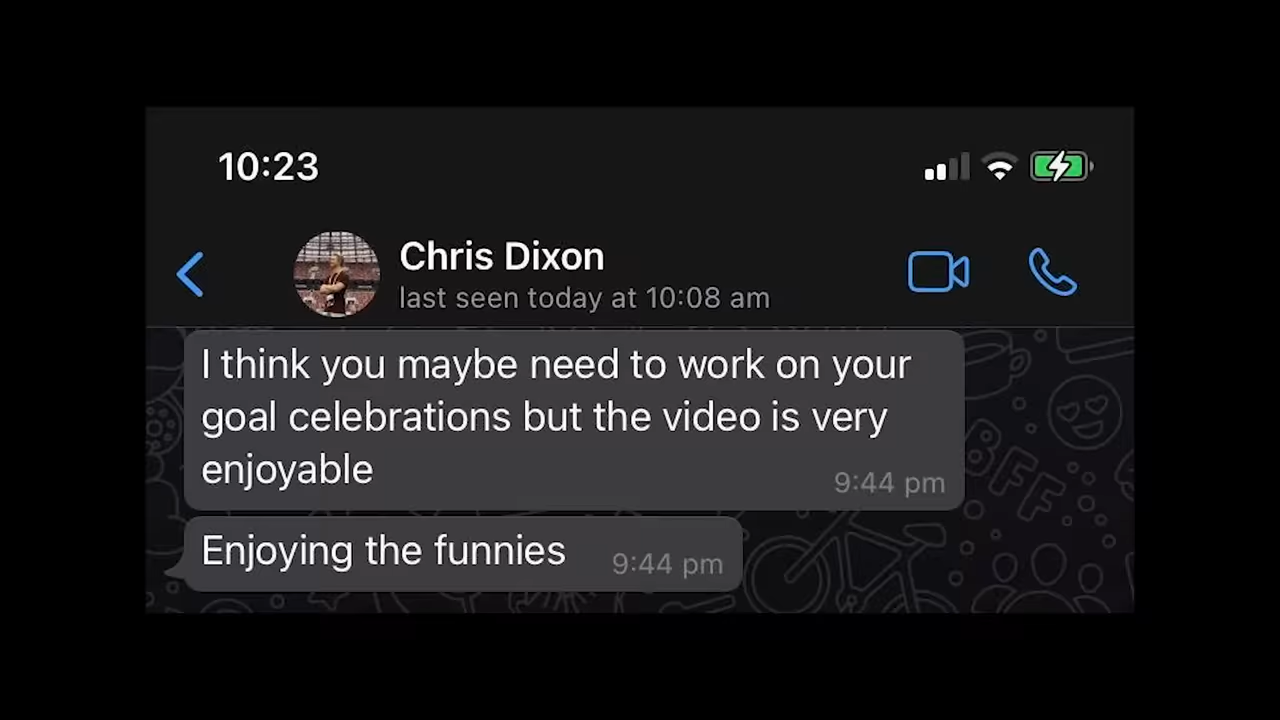 10:23
Chris Dixon
last seen today at 10:08 am
I think you maybe need to work on your
goal celebrations but the video is very
enjoyable
9:44 pm
BFF
Enjoying the funnies 9:44 pm